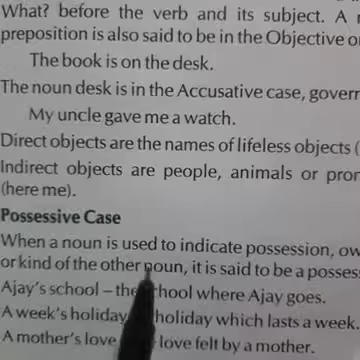 What? before the verb and its subject. A
preposition is also said to be in the Objective or
The book is on the desk.
The noun desk is in the Accusative case, gover
My uncle gave me a watch.
Direct objects are the names of lifeless objects (
Indirect objects are people, animals or pron
(here me).
Possessive Case
When a noun is used to indicate possession, ow
or kind of the other noun, it is said to be a posses
Ajay's school – the school where Ajay goes.
A week's holiday holiday which lasts a week.
A mother's love love felt by a mother.